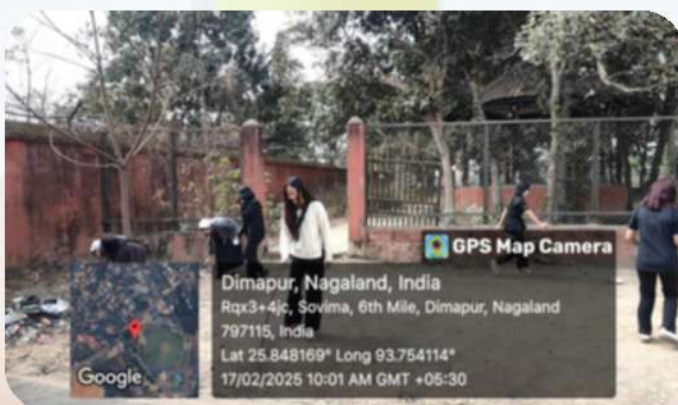 GPS Map Camera
Dimapur, Nagaland, India
Rqx3+4jc, Sovima, 6th Mile, Dimapur, Nagaland
797115, India
Lat 25.848169° Long 93.754114°
17/02/2025 10:01 AM GMT +05:30
Google